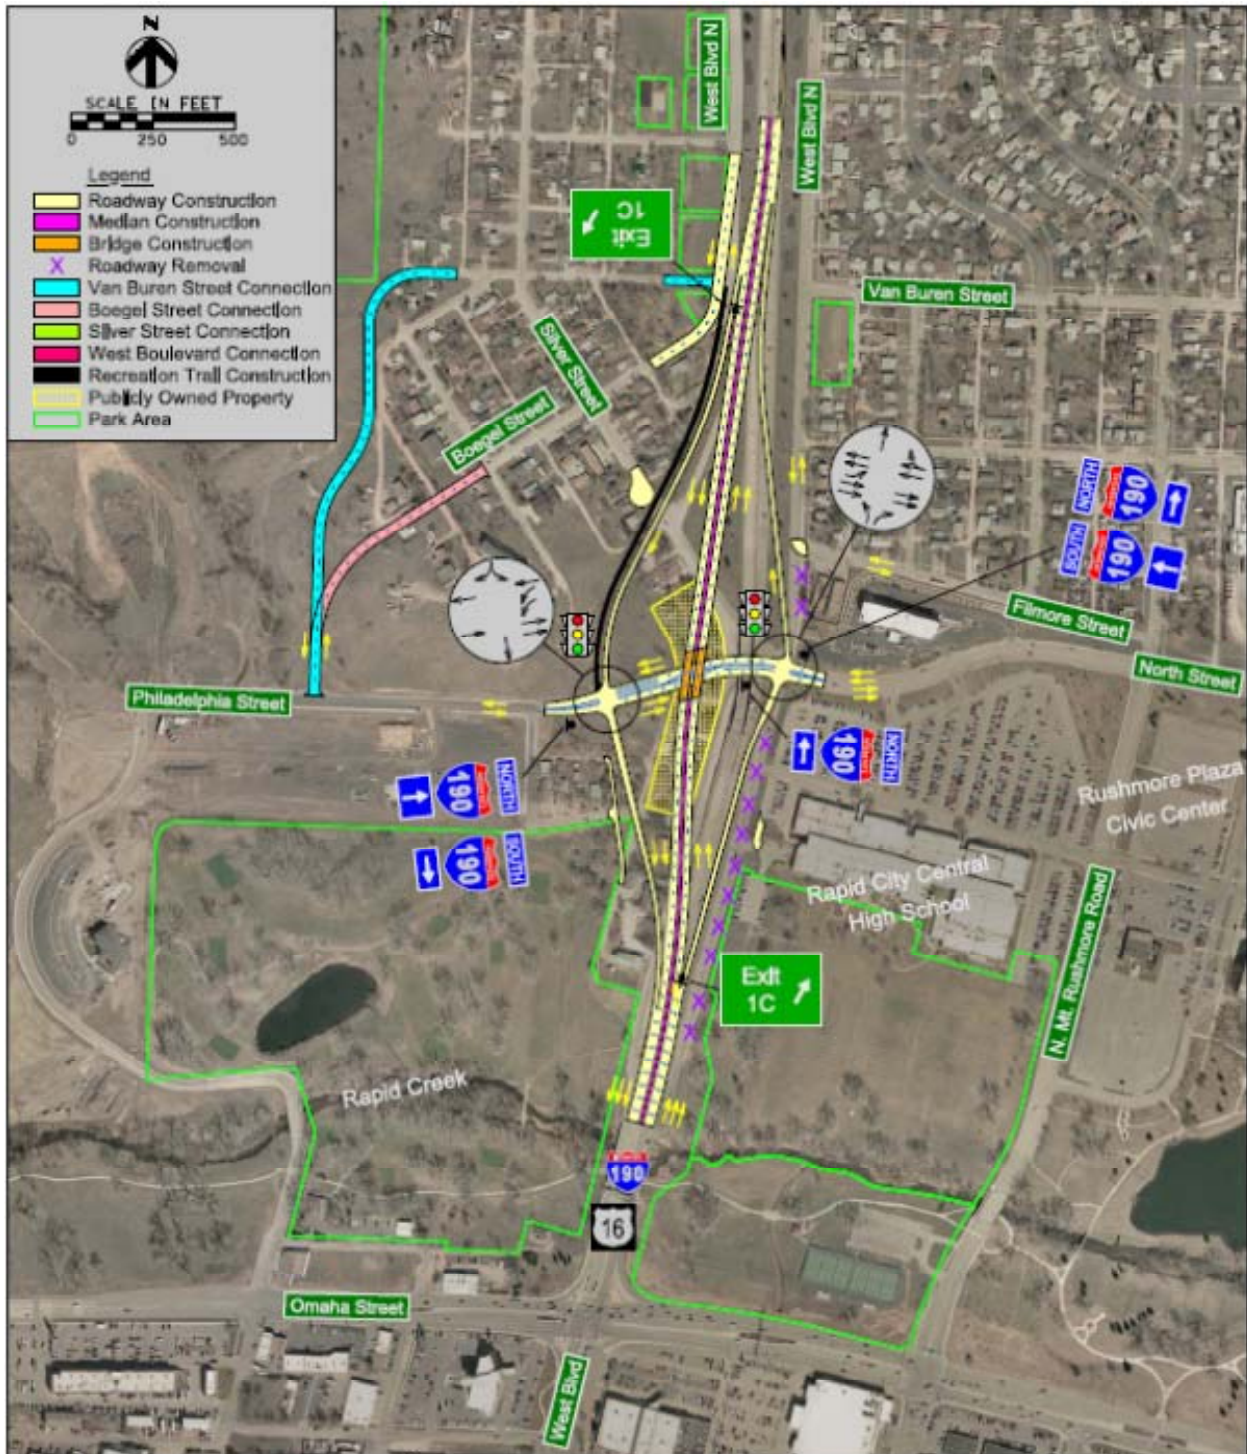 N
SCALE IN FEET
0 250 500
Legend
Roadway Construction
Median Construction
Bridge Construction
X Roadway Removal
Van Buren Street Connection
Boegel Street Connection
Silver Street Connection
West Boulevard Connection
Recreation Trail Construction
Publicly Owned Property
Park Area
West Blvd N
West Blvd N
Exit
1C
Van Buren Street
Silver Street
Boegel Street
NORTH
190
SOUTH
190
Filmore Street
North Street
Philadelphia Street
190
NORTH
190
NORTH
190
SOUTH
Rushmore Plaza
Civic Center
Rapid City Central
High School
N. Mt. Rushmore Road
Exit
1C
Rapid Creek
190
16
Omaha Street
West Blvd